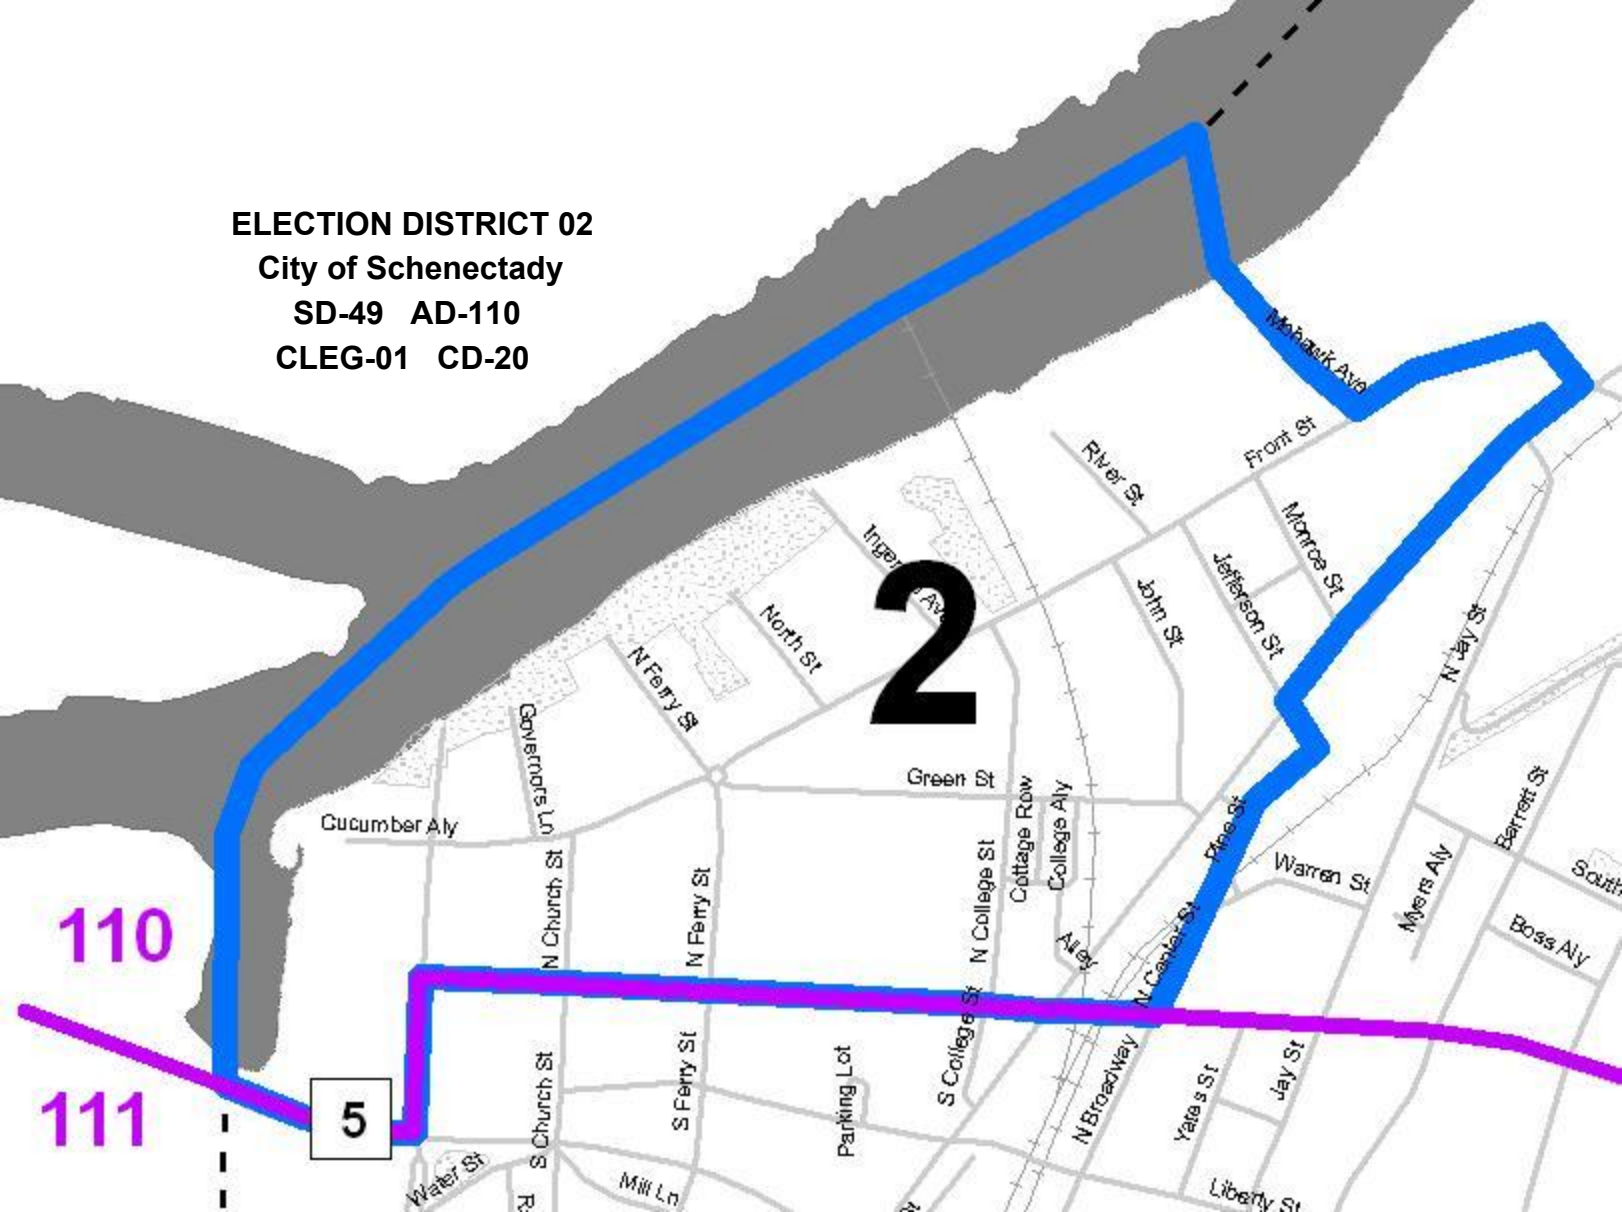 ELECTION DISTRICT 02
City of Schenectady
SD-49 AD-110
CLEG-01 CD-20
Mohawk Ave
Front St
River St
Monroe St
Jefferson St
John St
2
North St
N Ferry St
Governors Ln
N Jay St
Green St
Cucumber Aly
Cottage Row
College Aly
Pine St
Barrett St
Warren St
Myers Aly
South
Boss Aly
N Church St
N Ferry St
N College St
Alley
N Center St
110
111
5
S College St
N Broadway
Jay St
Yates St
Parking Lot
S Ferry St
S Church St
Water St
Mill Ln
Liberty St